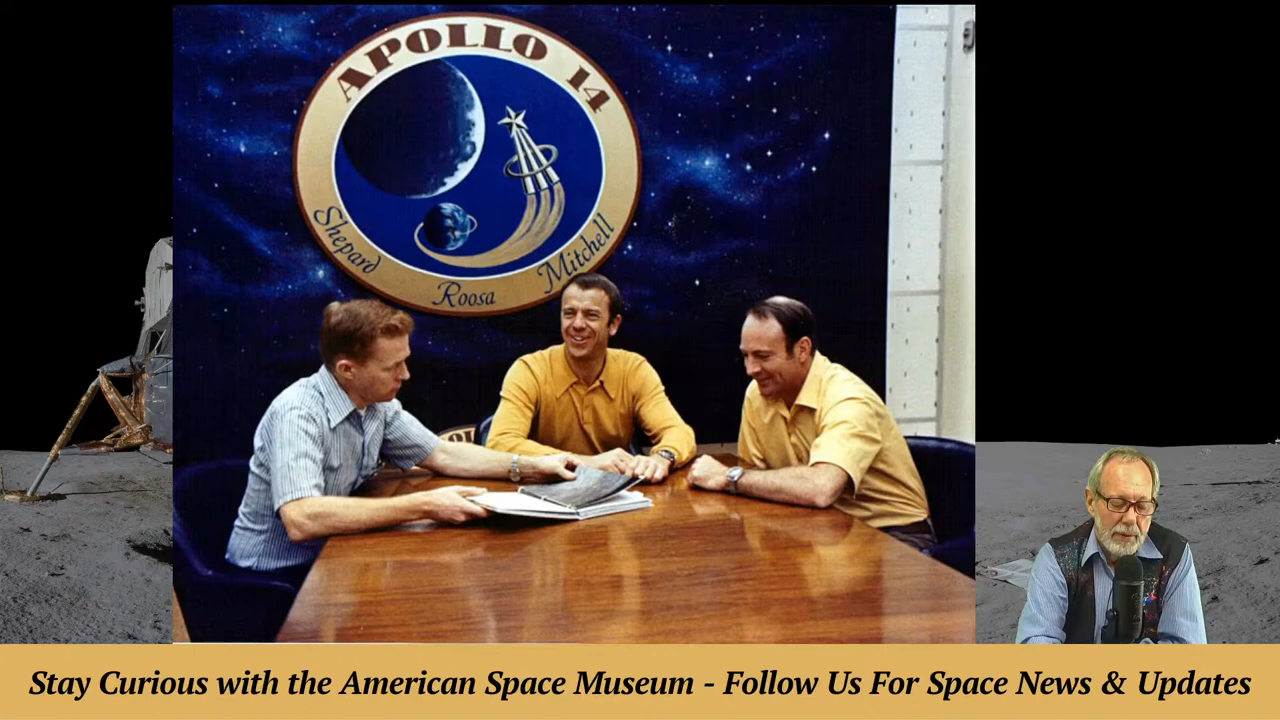 APOLLO 14
Shepard
Roosa
Mitchell
Stay Curious with the American Space Museum - Follow Us For Space News & Updates